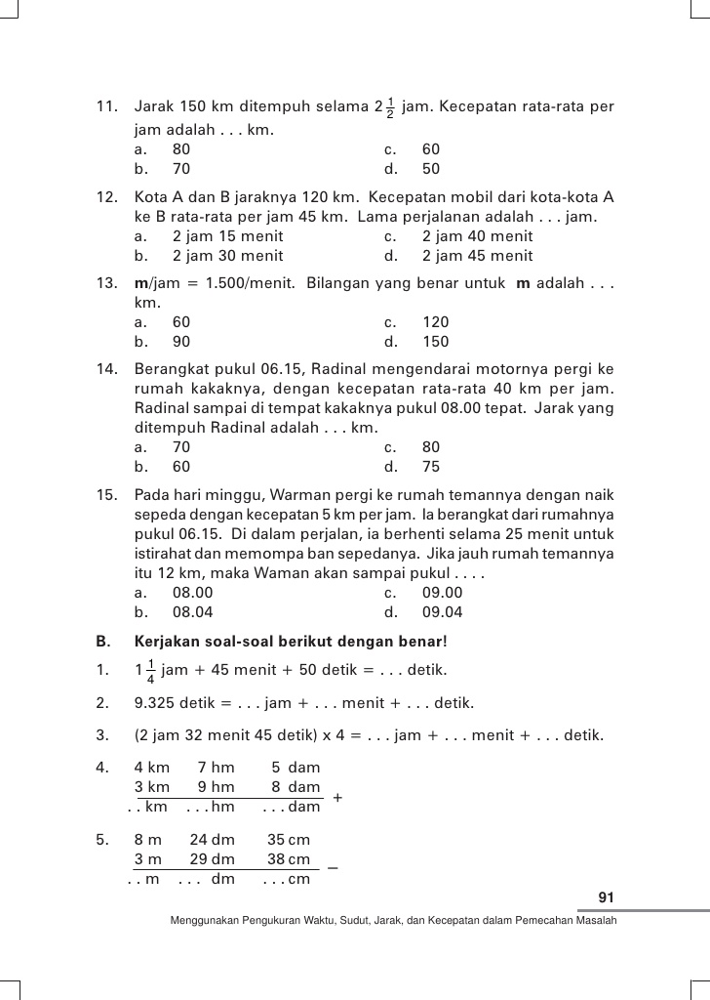 11. Jarak 150 km ditempuh selama 2 1/2 jam. Kecepatan rata-rata per
jam adalah . . . km.
a. 80 c. 60
b. 70 d. 50
12. Kota A dan B jaraknya 120 km. Kecepatan mobil dari kota-kota A
ke B rata-rata per jam 45 km. Lama perjalanan adalah . . . jam.
a. 2 jam 15 menit c. 2 jam 40 menit
b. 2 jam 30 menit d. 2 jam 45 menit
13. m/jam = 1.500/menit. Bilangan yang benar untuk m adalah . . .
km.
a. 60 c. 120
b. 90 d. 150
14. Berangkat pukul 06.15, Radinal mengendarai motornya pergi ke
rumah kakaknya, dengan kecepatan rata-rata 40 km per jam.
Radinal sampai di tempat kakaknya pukul 08.00 tepat. Jarak yang
ditempuh Radinal adalah . . . km.
a. 70 c. 80
b. 60 d. 75
15. Pada hari minggu, Warman pergi ke rumah temannya dengan naik
sepeda dengan kecepatan 5 km per jam. Ia berangkat dari rumahnya
pukul 06.15. Di dalam perjalan, ia berhenti selama 25 menit untuk
istirahat dan memompa ban sepedanya. Jika jauh rumah temannya
itu 12 km, maka Waman akan sampai pukul . . . .
a. 08.00 c. 09.00
b. 08.04 d. 09.04
B. Kerjakan soal-soal berikut dengan benar!
1. 1 1/4 jam + 45 menit + 50 detik = . . . detik.
2. 9.325 detik = . . . jam + . . . menit + . . . detik.
3. (2 jam 32 menit 45 detik) x 4 = . . . jam + . . . menit + . . . detik.
4. 4 km 7 hm 5 dam
3 km 9 hm 8 dam +
. . km . . . hm . . . dam
5. 8 m 24 dm 35 cm
3 m 29 dm 38 cm –
. . m . . . dm . . . cm
91
Menggunakan Pengukuran Waktu, Sudut, Jarak, dan Kecepatan dalam Pemecahan Masalah